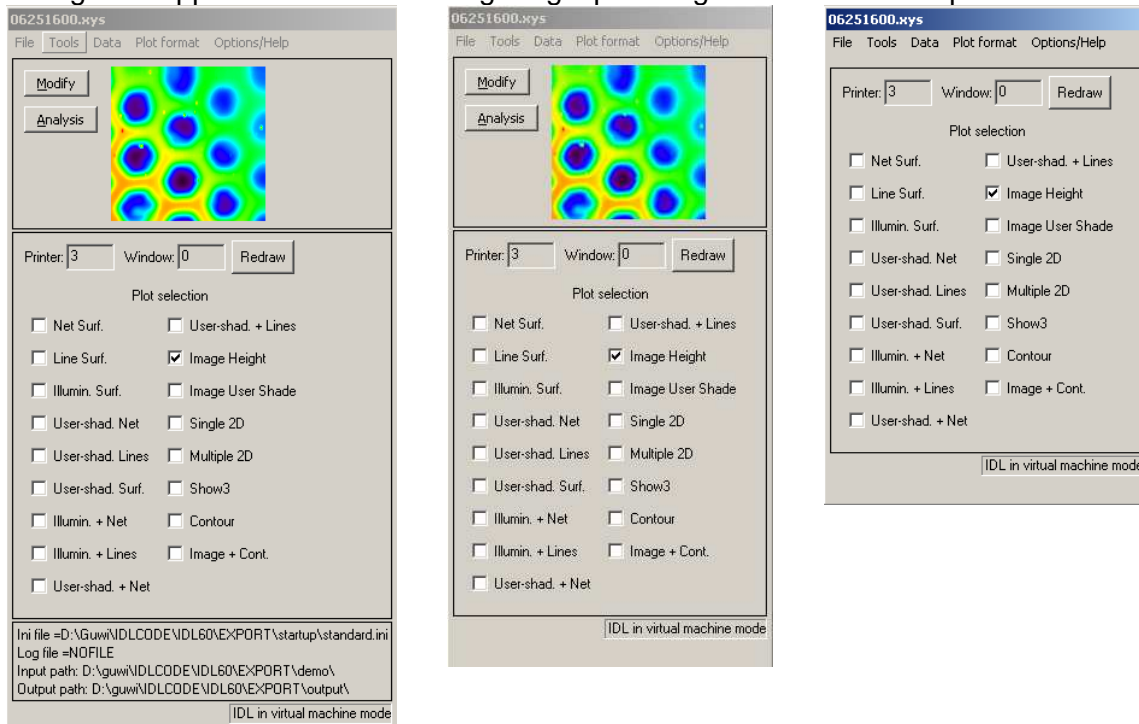 06251600.xys
File Tools Data Plot format Options/Help
Modify
Analysis
Printer: 3 Window: 0 Redraw
Plot selection
Net Surf. User-shad. + Lines
Line Surf. Image Height
Illumin. Surf. Image User Shade
User-shad. Net Single 2D
User-shad. Lines Multiple 2D
User-shad. Surf. Show3
Illumin. + Net Contour
Illumin. + Lines Image + Cont.
User-shad. + Net
Ini file =D:\Guwi\IDLCODE\IDL60\EXPORT\startup\standard.ini
Log file =NOFILE
Input path: D:\guwi\IDLCODE\IDL60\EXPORT\demo\
Output path: D:\guwi\IDLCODE\IDL60\EXPORT\output\
IDL in virtual machine mode
06251600.xys
File Tools Data Plot format Options/Help
Modify
Analysis
Printer: 3 Window: 0 Redraw
Plot selection
Net Surf. User-shad. + Lines
Line Surf. Image Height
Illumin. Surf. Image User Shade
User-shad. Net Single 2D
User-shad. Lines Multiple 2D
User-shad. Surf. Show3
Illumin. + Net Contour
Illumin. + Lines Image + Cont.
User-shad. + Net
IDL in virtual machine mode
06251600.xys
File Tools Data Plot format Options/Help
Printer: 3 Window: 0 Redraw
Plot selection
Net Surf. User-shad. + Lines
Line Surf. Image Height
Illumin. Surf. Image User Shade
User-shad. Net Single 2D
User-shad. Lines Multiple 2D
User-shad. Surf. Show3
Illumin. + Net Contour
Illumin. + Lines Image + Cont.
User-shad. + Net
IDL in virtual machine mode